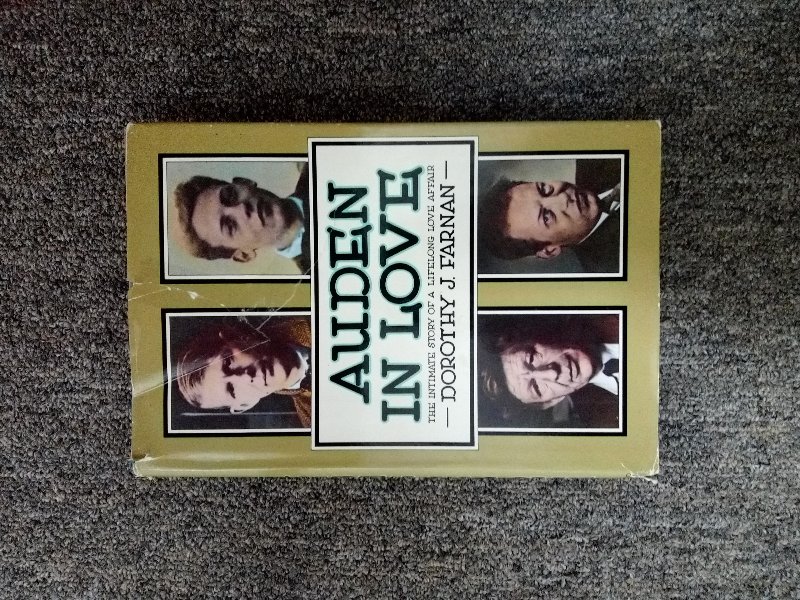 AUDEN
IN LOVE
THE INTIMATE STORY OF A LIFELONG LOVE AFFAIR
— DOROTHY J. FARNAN —